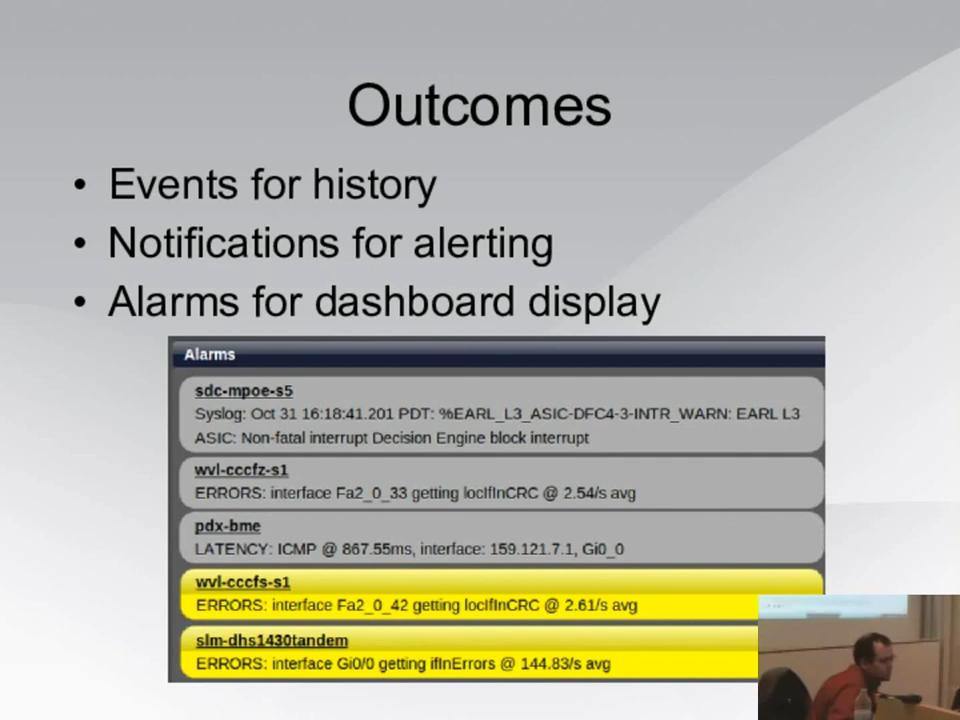 Outcomes
• Events for history
• Notifications for alerting
• Alarms for dashboard display
Alarms
sdc-mpoe-s5
Syslog: Oct 31 16:18:41.201 PDT: %EARL_L3_ASIC-DFC4-3-INTR_WARN: EARL L3
ASIC: Non-fatal interrupt Decision Engine block interrupt
wvl-cccfz-s1
ERRORS: interface Fa2_0_33 getting locIfInCRC @ 2.54/s avg
pdx-bme
LATENCY: ICMP @ 867.55ms, interface: 159.121.7.1, Gi0_0
wvl-cccfs-s1
ERRORS: interface Fa2_0_42 getting locIfInCRC @ 2.61/s avg
slm-dhs1430tandem
ERRORS: interface Gi0/0 getting ifInErrors @ 144.83/s avg